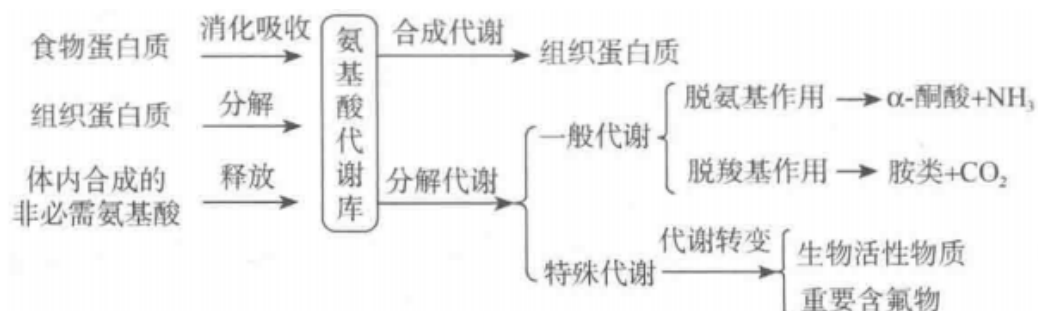 食物蛋白质
消化吸收
组织蛋白质
分解
体内合成的
非必需氨基酸
释放
氨基酸代谢库
合成代谢
组织蛋白质
分解代谢
一般代谢
脱氨基作用
α-酮酸+NH₃
脱羧基作用
胺类+CO₂
特殊代谢
代谢转变
生物活性物质
重要含氟物